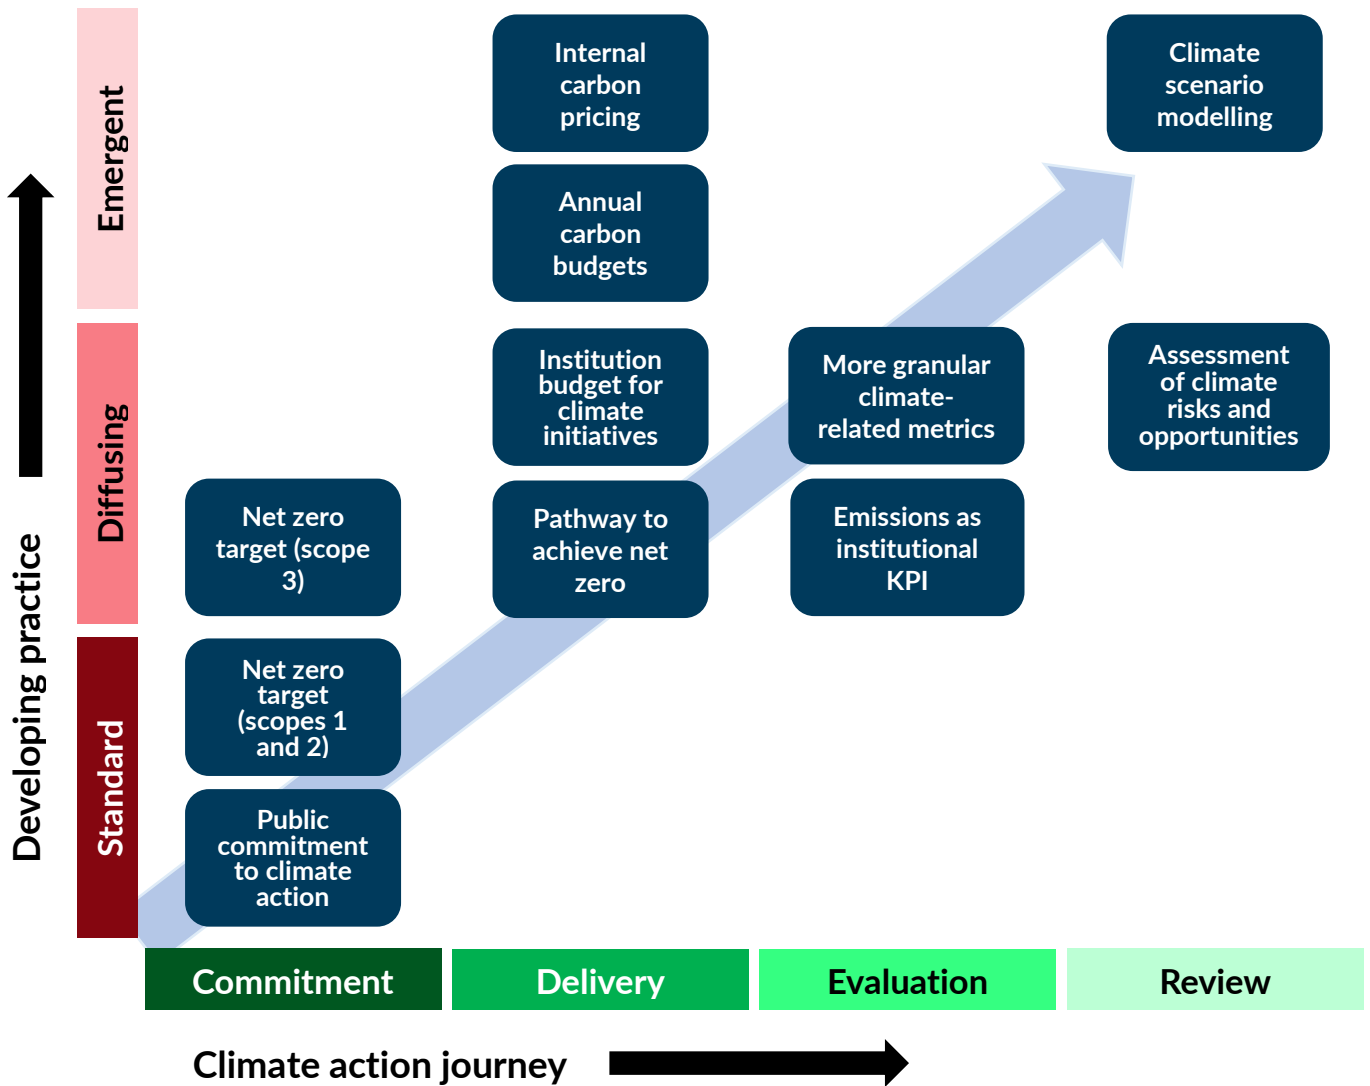 Developing practice
Emergent
Diffusing
Standard
Internal
carbon
pricing
Climate
scenario
modelling
Annual
carbon
budgets
Institution
budget for
climate
initiatives
More granular
climate-
related metrics
Assessment
of climate
risks and
opportunities
Net zero
target (scope
3)
Pathway to
achieve net
zero
Emissions as
institutional
KPI
Net zero
target
(scopes 1
and 2)
Public
commitment
to climate
action
Commitment
Delivery
Evaluation
Review
Climate action journey